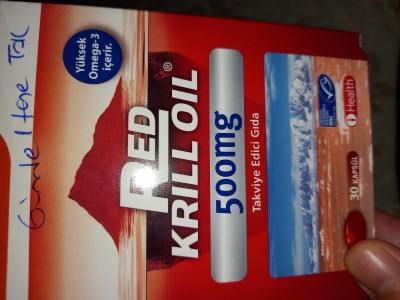 Günde 1 tane Tok
Yüksek
Omega-3
içerir.
RED
KRILL OIL®
500mg
Takviye Edici Gıda
Health
30 KAPSÜL